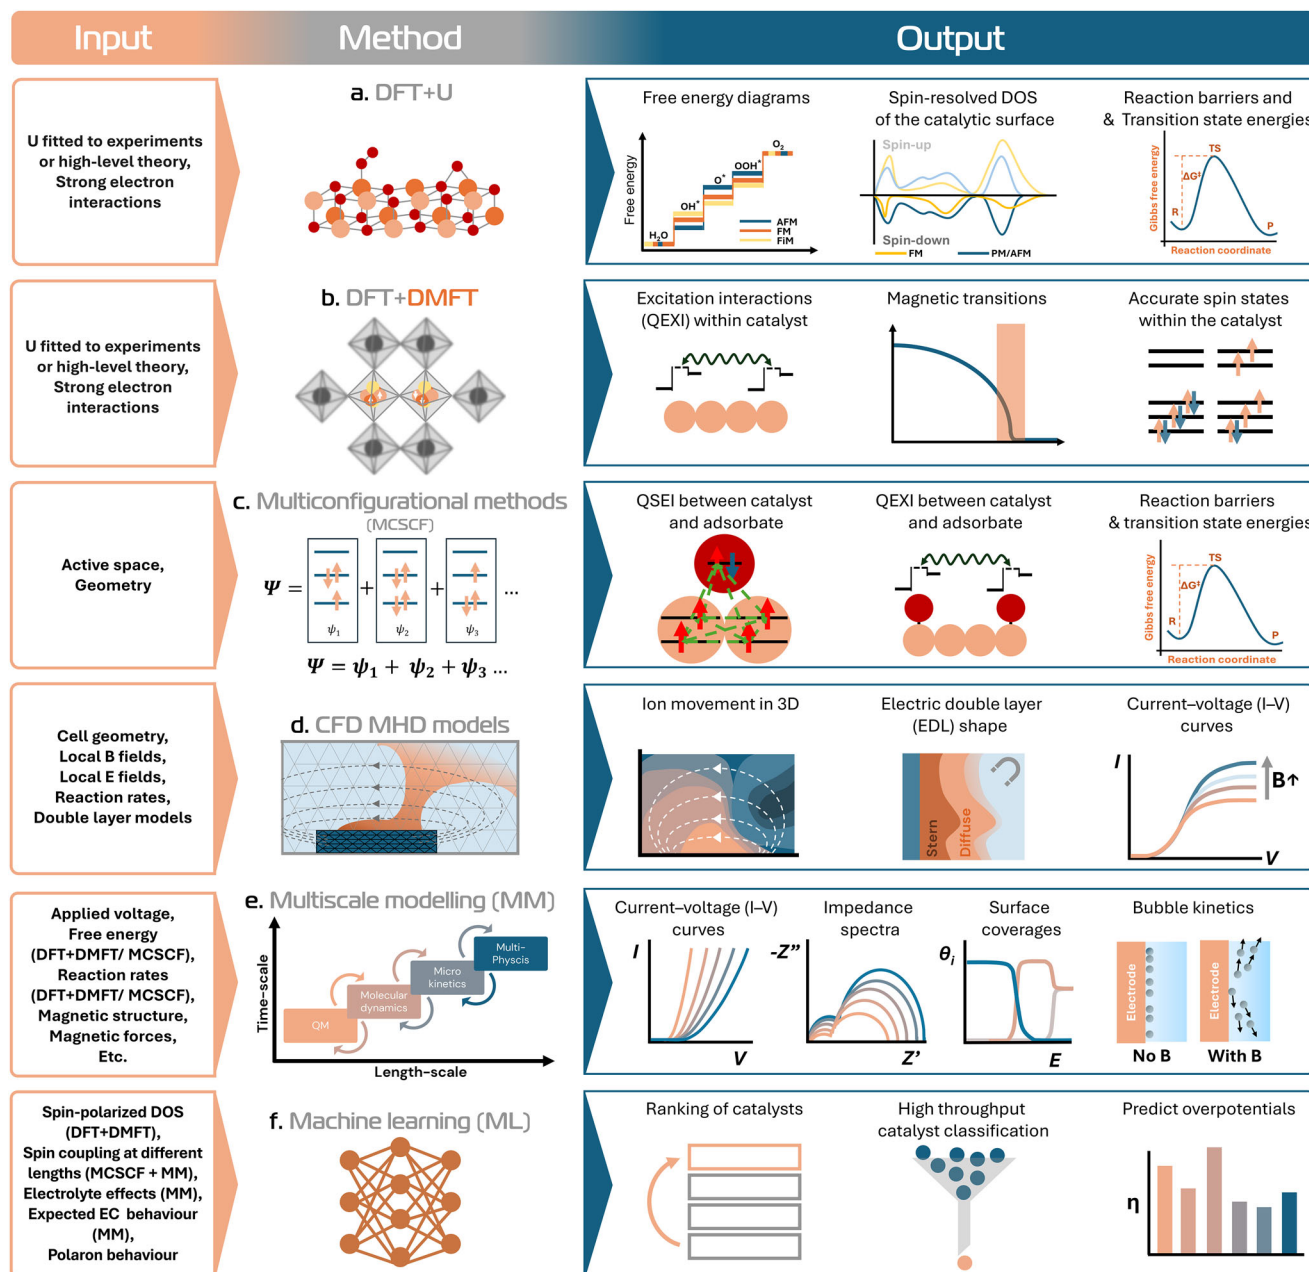 Input
Method
Output
U fitted to experiments
or high-level theory,
Strong electron
interactions
a. DFT+U
Free energy diagrams
Free energy
H₂O
OH*
O*
OOH*
O₂
AFM
FM
FiM
Spin-resolved DOS
of the catalytic surface
Spin-up
Spin-down
FM
PM/AFM
Reaction barriers and
& Transition state energies
Gibbs free energy
TS
ΔG‡
R
P
Reaction coordinate
U fitted to experiments
or high-level theory,
Strong electron
interactions
b. DFT+DMFT
Excitation interactions
(QEXI) within catalyst
Magnetic transitions
Accurate spin states
within the catalyst
Active space,
Geometry
c. Multiconfigurational methods
(MCSCF)
Ψ = + + ...
ψ₁
ψ₂
ψ₃
Ψ = ψ₁ + ψ₂ + ψ₃ ...
QSEI between catalyst
and adsorbate
QEXI between catalyst
and adsorbate
Reaction barriers
& transition state energies
Gibbs free energy
TS
ΔG‡
R
P
Reaction coordinate
Cell geometry,
Local B fields,
Local E fields,
Reaction rates,
Double layer models
d. CFD MHD models
Ion movement in 3D
Electric double layer
(EDL) shape
Stern
Diffuse
Current–voltage (I–V)
curves
I
B↑
V
Applied voltage,
Free energy
(DFT+DMFT/ MCSCF),
Reaction rates
(DFT+DMFT/ MCSCF),
Magnetic structure,
Magnetic forces,
Etc.
e. Multiscale modelling (MM)
Time-scale
QM
Molecular
dynamics
Micro
kinetics
Multi-
Physcis
Length-scale
Current–voltage (I–V)
curves
I
V
Impedance
spectra
-Z"
Z'
Surface
coverages
θᵢ
E
Bubble kinetics
Electrode
Electrode
No B
With B
Spin-polarized DOS
(DFT+DMFT),
Spin coupling at different
lengths (MCSCF + MM),
Electrolyte effects (MM),
Expected EC behaviour
(MM),
Polaron behaviour
f. Machine learning (ML)
Ranking of catalysts
High throughput
catalyst classification
Predict overpotentials
η